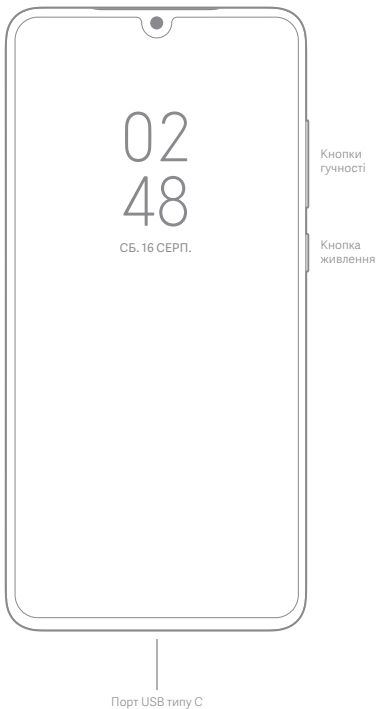 02
48
СБ. 16 СЕРП.
Кнопки
гучності
Кнопка
живлення
Порт USB типу C